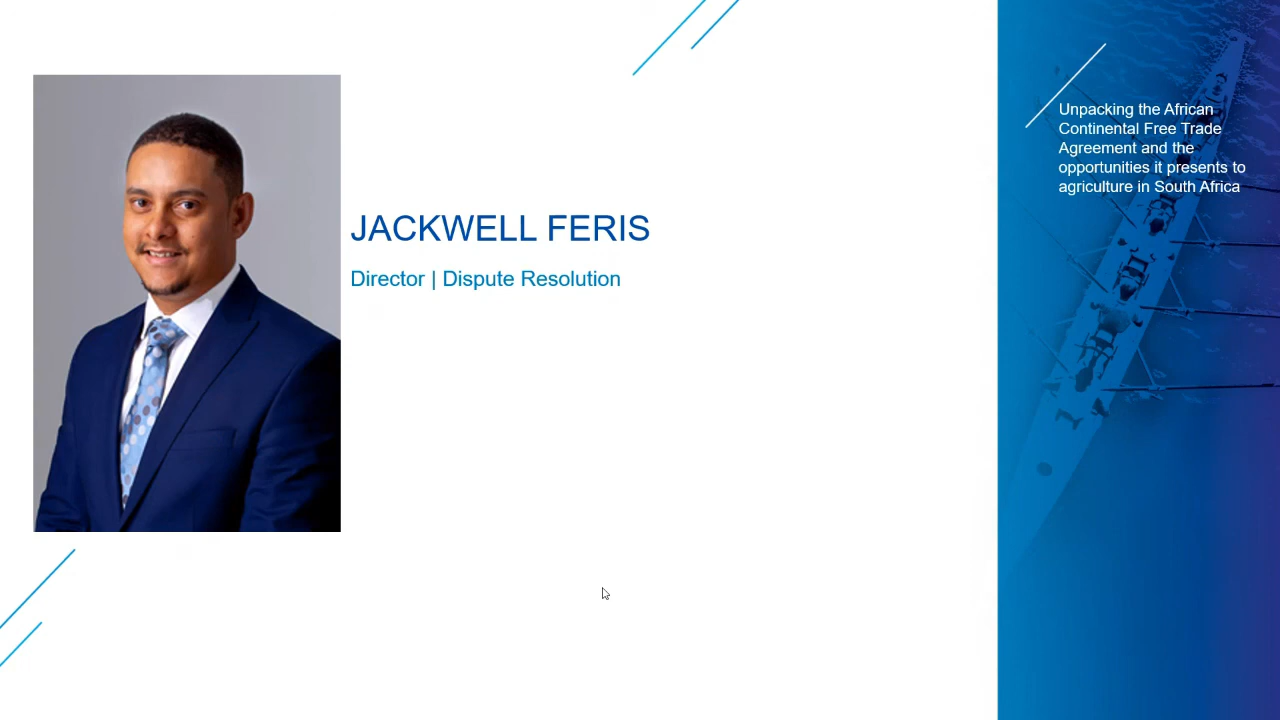 JACKWELL FERIS
Director | Dispute Resolution
Unpacking the African
Continental Free Trade
Agreement and the
opportunities it presents to
agriculture in South Africa